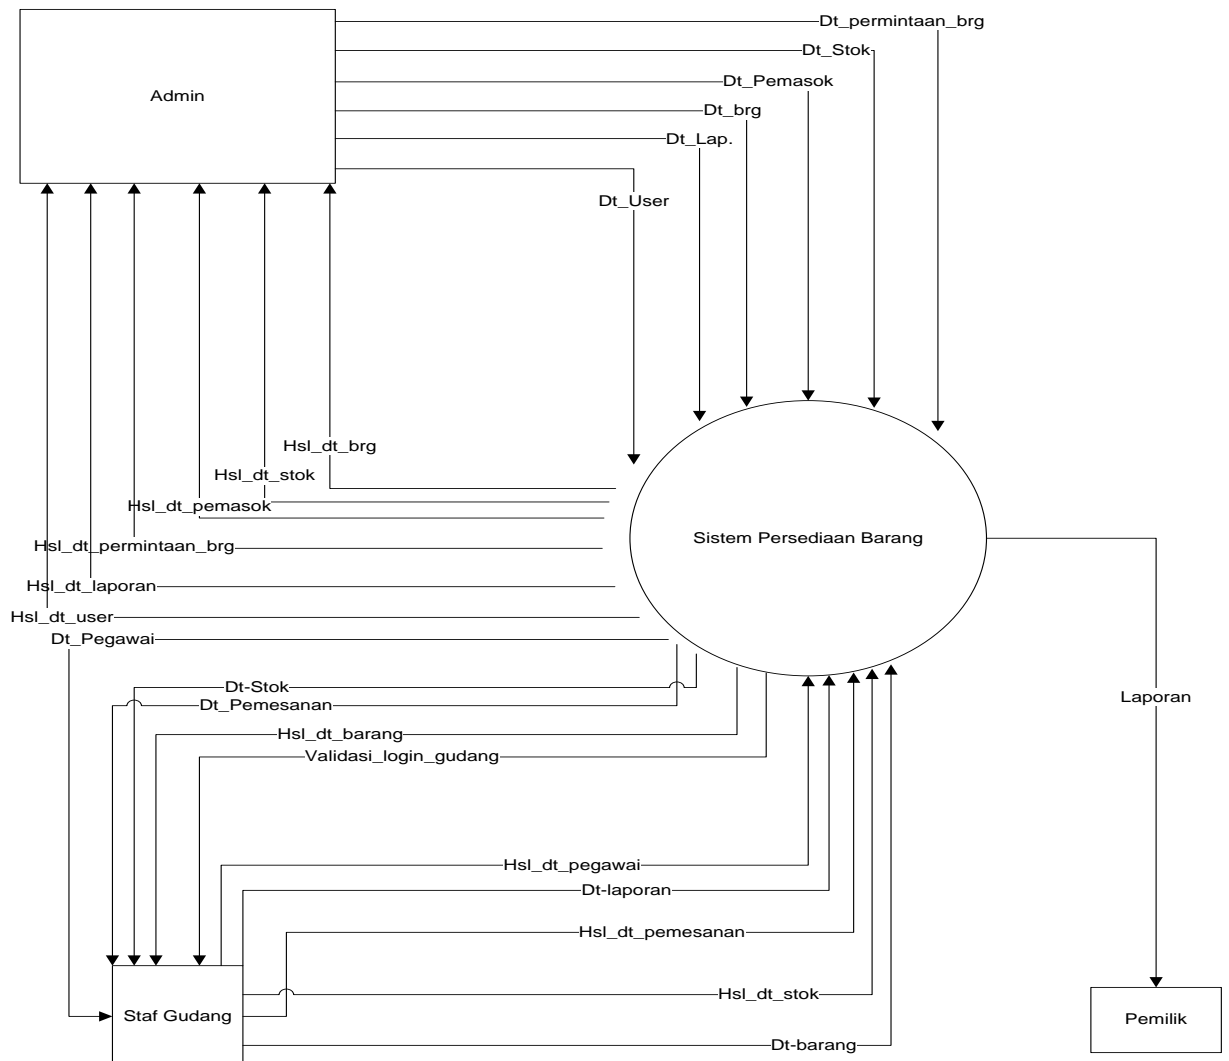 Dt_permintaan_brg
Dt_Stok
Dt_Pemasok
Admin
Dt_brg
Dt_Lap.
Dt_User
Hsl_dt_brg
Hsl_dt_stok
Hsl_dt_pemasok
Sistem Persediaan Barang
Hsl_dt_permintaan_brg
Hsl_dt_laporan
Hsl_dt_user
Dt_Pegawai
Dt-Stok
Laporan
Dt_Pemesanan
Hsl_dt_barang
Validasi_login_gudang
Hsl_dt_pegawai
Dt-laporan
Hsl_dt_pemesanan
Hsl_dt_stok
Staf Gudang
Pemilik
Dt-barang